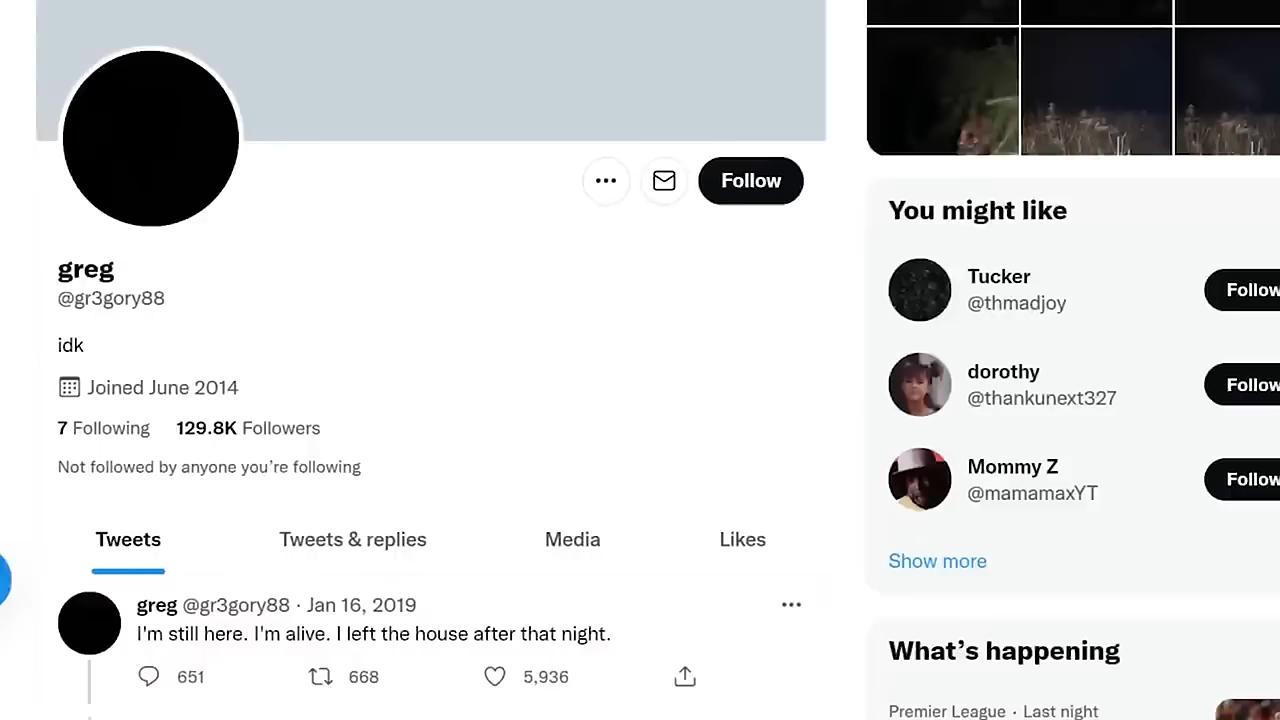 Follow
greg
@gr3gory88
idk
Joined June 2014
7 Following 129.8K Followers
Not followed by anyone you’re following
Tweets Tweets & replies Media Likes
greg @gr3gory88 · Jan 16, 2019
I'm still here. I'm alive. I left the house after that night.
651 668 5,936
You might like
Tucker
@thmadjoy
Follow
dorothy
@thankunext327
Follow
Mommy Z
@mamamaxYT
Follow
Show more
What’s happening
Premier League · Last night